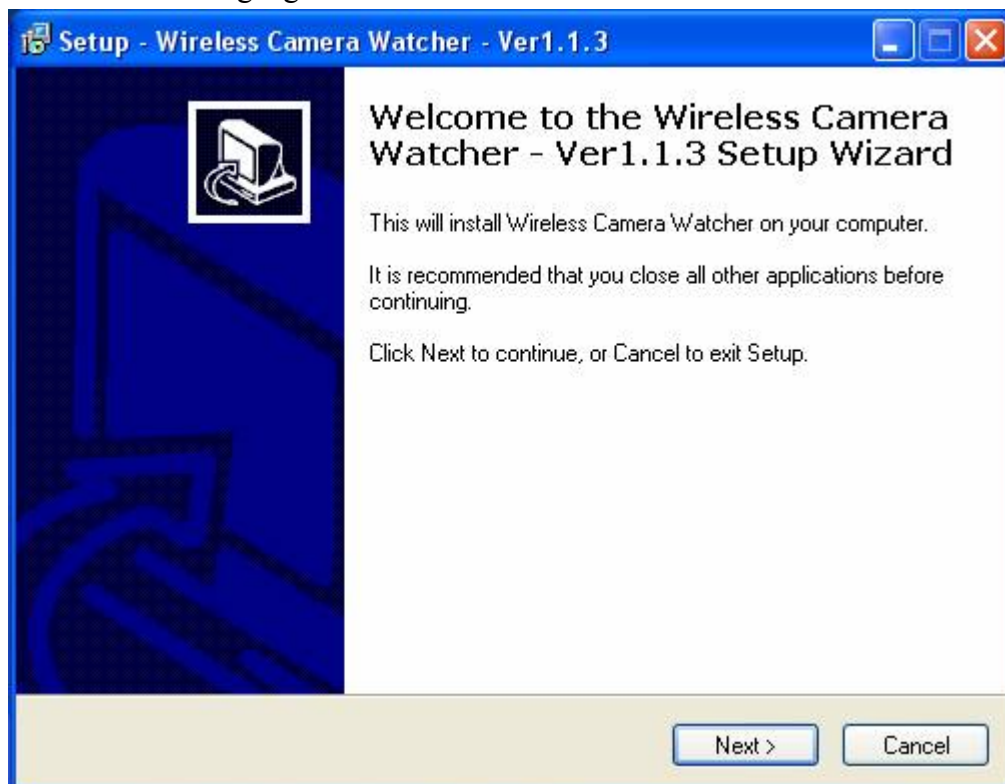 Setup - Wireless Camera Watcher - Ver1.1.3
Welcome to the Wireless Camera
Watcher - Ver1.1.3 Setup Wizard
This will install Wireless Camera Watcher on your computer.
It is recommended that you close all other applications before
continuing.
Click Next to continue, or Cancel to exit Setup.
Next >
Cancel